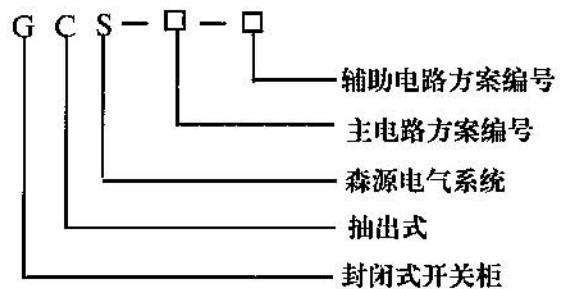 G C S — □ — □
辅助电路方案编号
主电路方案编号
森源电气系统
抽出式
封闭式开关柜